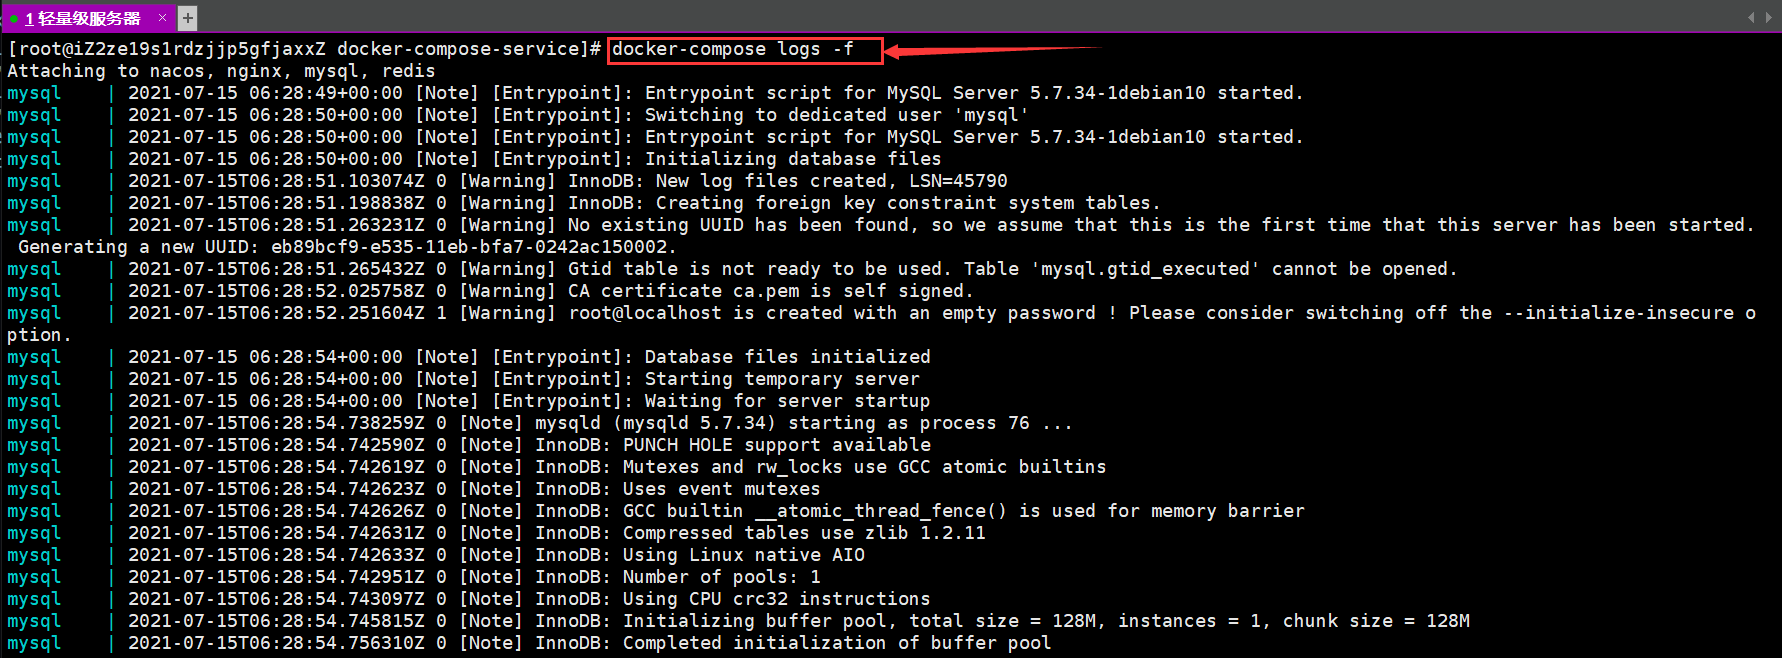 1 轻量级服务器 × +
[root@iZ2ze19s1rdzjjp5gfjaxxZ docker-compose-service]# docker-compose logs -f
Attaching to nacos, nginx, mysql, redis
mysql    | 2021-07-15 06:28:49+00:00 [Note] [Entrypoint]: Entrypoint script for MySQL Server 5.7.34-1debian10 started.
mysql    | 2021-07-15 06:28:50+00:00 [Note] [Entrypoint]: Switching to dedicated user 'mysql'
mysql    | 2021-07-15 06:28:50+00:00 [Note] [Entrypoint]: Entrypoint script for MySQL Server 5.7.34-1debian10 started.
mysql    | 2021-07-15 06:28:50+00:00 [Note] [Entrypoint]: Initializing database files
mysql    | 2021-07-15T06:28:51.103074Z 0 [Warning] InnoDB: New log files created, LSN=45790
mysql    | 2021-07-15T06:28:51.198838Z 0 [Warning] InnoDB: Creating foreign key constraint system tables.
mysql    | 2021-07-15T06:28:51.263231Z 0 [Warning] No existing UUID has been found, so we assume that this is the first time that this server has been started.
 Generating a new UUID: eb89bcf9-e535-11eb-bfa7-0242ac150002.
mysql    | 2021-07-15T06:28:51.265432Z 0 [Warning] Gtid table is not ready to be used. Table 'mysql.gtid_executed' cannot be opened.
mysql    | 2021-07-15T06:28:52.025758Z 0 [Warning] CA certificate ca.pem is self signed.
mysql    | 2021-07-15T06:28:52.251604Z 1 [Warning] root@localhost is created with an empty password ! Please consider switching off the --initialize-insecure o
ption.
mysql    | 2021-07-15 06:28:54+00:00 [Note] [Entrypoint]: Database files initialized
mysql    | 2021-07-15 06:28:54+00:00 [Note] [Entrypoint]: Starting temporary server
mysql    | 2021-07-15 06:28:54+00:00 [Note] [Entrypoint]: Waiting for server startup
mysql    | 2021-07-15T06:28:54.738259Z 0 [Note] mysqld (mysqld 5.7.34) starting as process 76 ...
mysql    | 2021-07-15T06:28:54.742590Z 0 [Note] InnoDB: PUNCH HOLE support available
mysql    | 2021-07-15T06:28:54.742619Z 0 [Note] InnoDB: Mutexes and rw_locks use GCC atomic builtins
mysql    | 2021-07-15T06:28:54.742623Z 0 [Note] InnoDB: Uses event mutexes
mysql    | 2021-07-15T06:28:54.742626Z 0 [Note] InnoDB: GCC builtin __atomic_thread_fence() is used for memory barrier
mysql    | 2021-07-15T06:28:54.742631Z 0 [Note] InnoDB: Compressed tables use zlib 1.2.11
mysql    | 2021-07-15T06:28:54.742633Z 0 [Note] InnoDB: Using Linux native AIO
mysql    | 2021-07-15T06:28:54.742951Z 0 [Note] InnoDB: Number of pools: 1
mysql    | 2021-07-15T06:28:54.743097Z 0 [Note] InnoDB: Using CPU crc32 instructions
mysql    | 2021-07-15T06:28:54.745815Z 0 [Note] InnoDB: Initializing buffer pool, total size = 128M, instances = 1, chunk size = 128M
mysql    | 2021-07-15T06:28:54.756310Z 0 [Note] InnoDB: Completed initialization of buffer pool